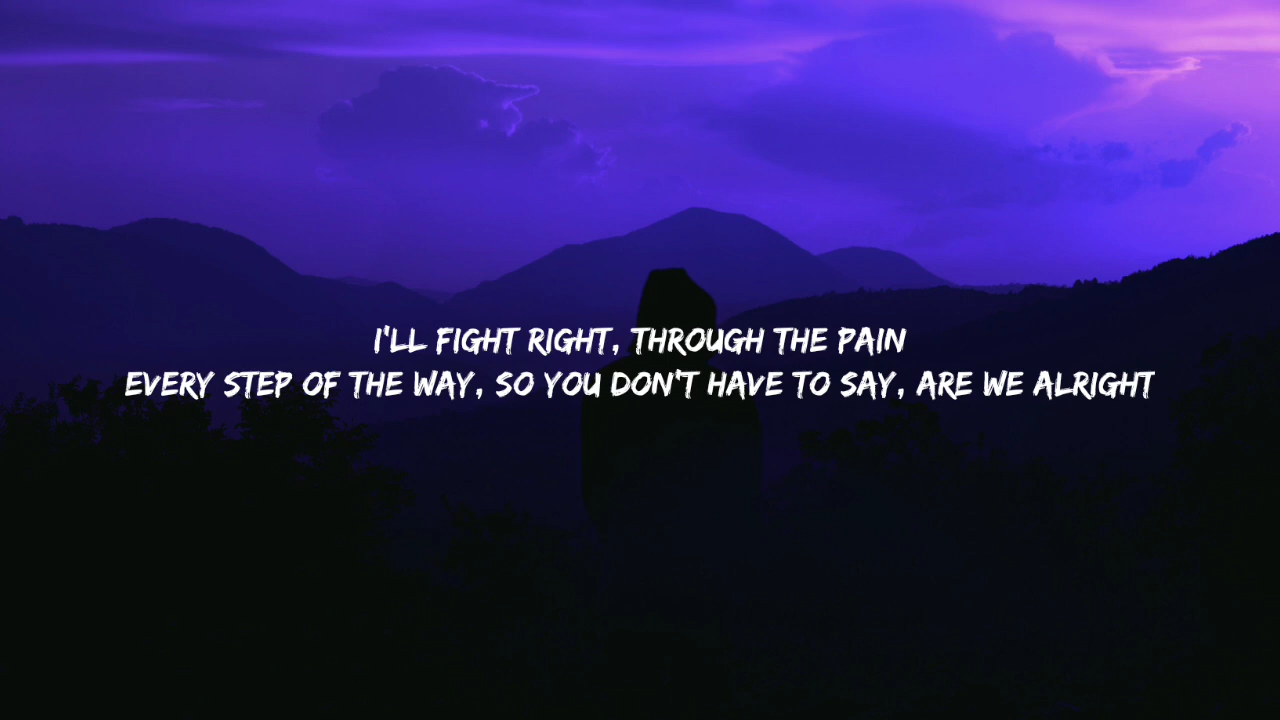 I'LL FIGHT RIGHT, THROUGH THE PAIN
EVERY STEP OF THE WAY, SO YOU DON'T HAVE TO SAY, ARE WE ALRIGHT